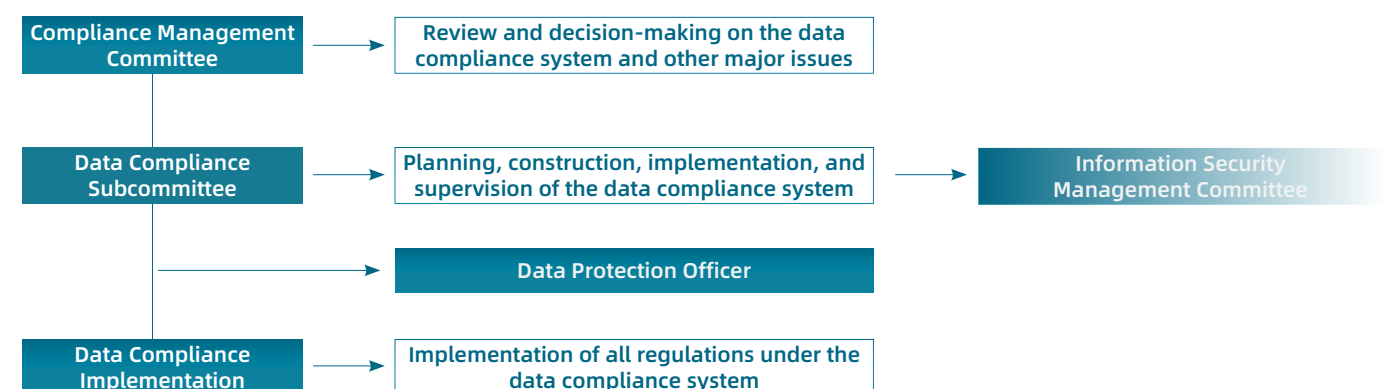 Compliance Management
Committee
Review and decision-making on the data
compliance system and other major issues
Data Compliance
Subcommittee
Planning, construction, implementation, and
supervision of the data compliance system
Information Security
Management Committee
Data Protection Officer
Data Compliance
Implementation
Implementation of all regulations under the
data compliance system